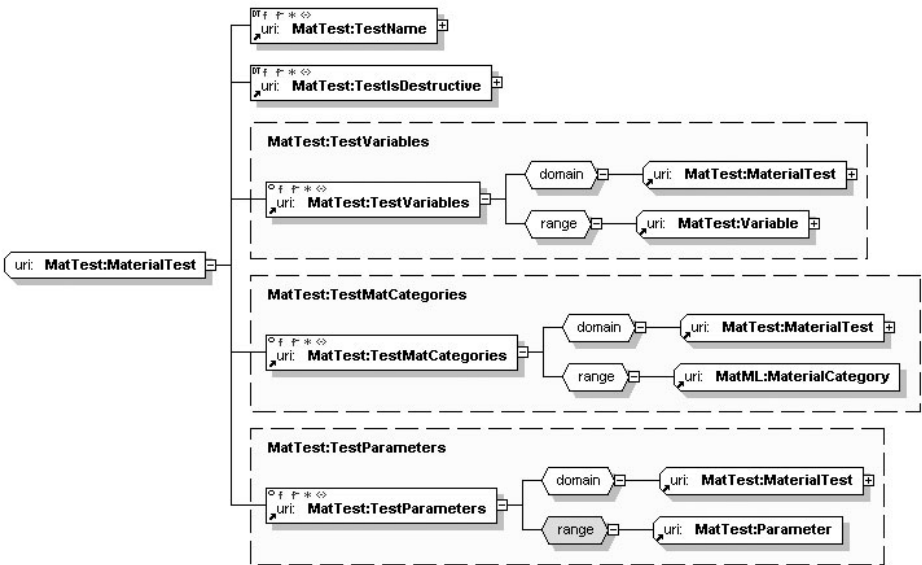 DT f f* * <>
uri: MatTest:TestName
DT f f* * <>
uri: MatTest:TestIsDestructive
MatTest:TestVariables
domain
uri: MatTest:MaterialTest
O f f* * <>
uri: MatTest:TestVariables
range
uri: MatTest:Variable
uri: MatTest:MaterialTest
MatTest:TestMatCategories
domain
uri: MatTest:MaterialTest
O f f* * <>
uri: MatTest:TestMatCategories
range
uri: MatML:MaterialCategory
MatTest:TestParameters
domain
uri: MatTest:MaterialTest
O f f* * <>
uri: MatTest:TestParameters
range
uri: MatTest:Parameter